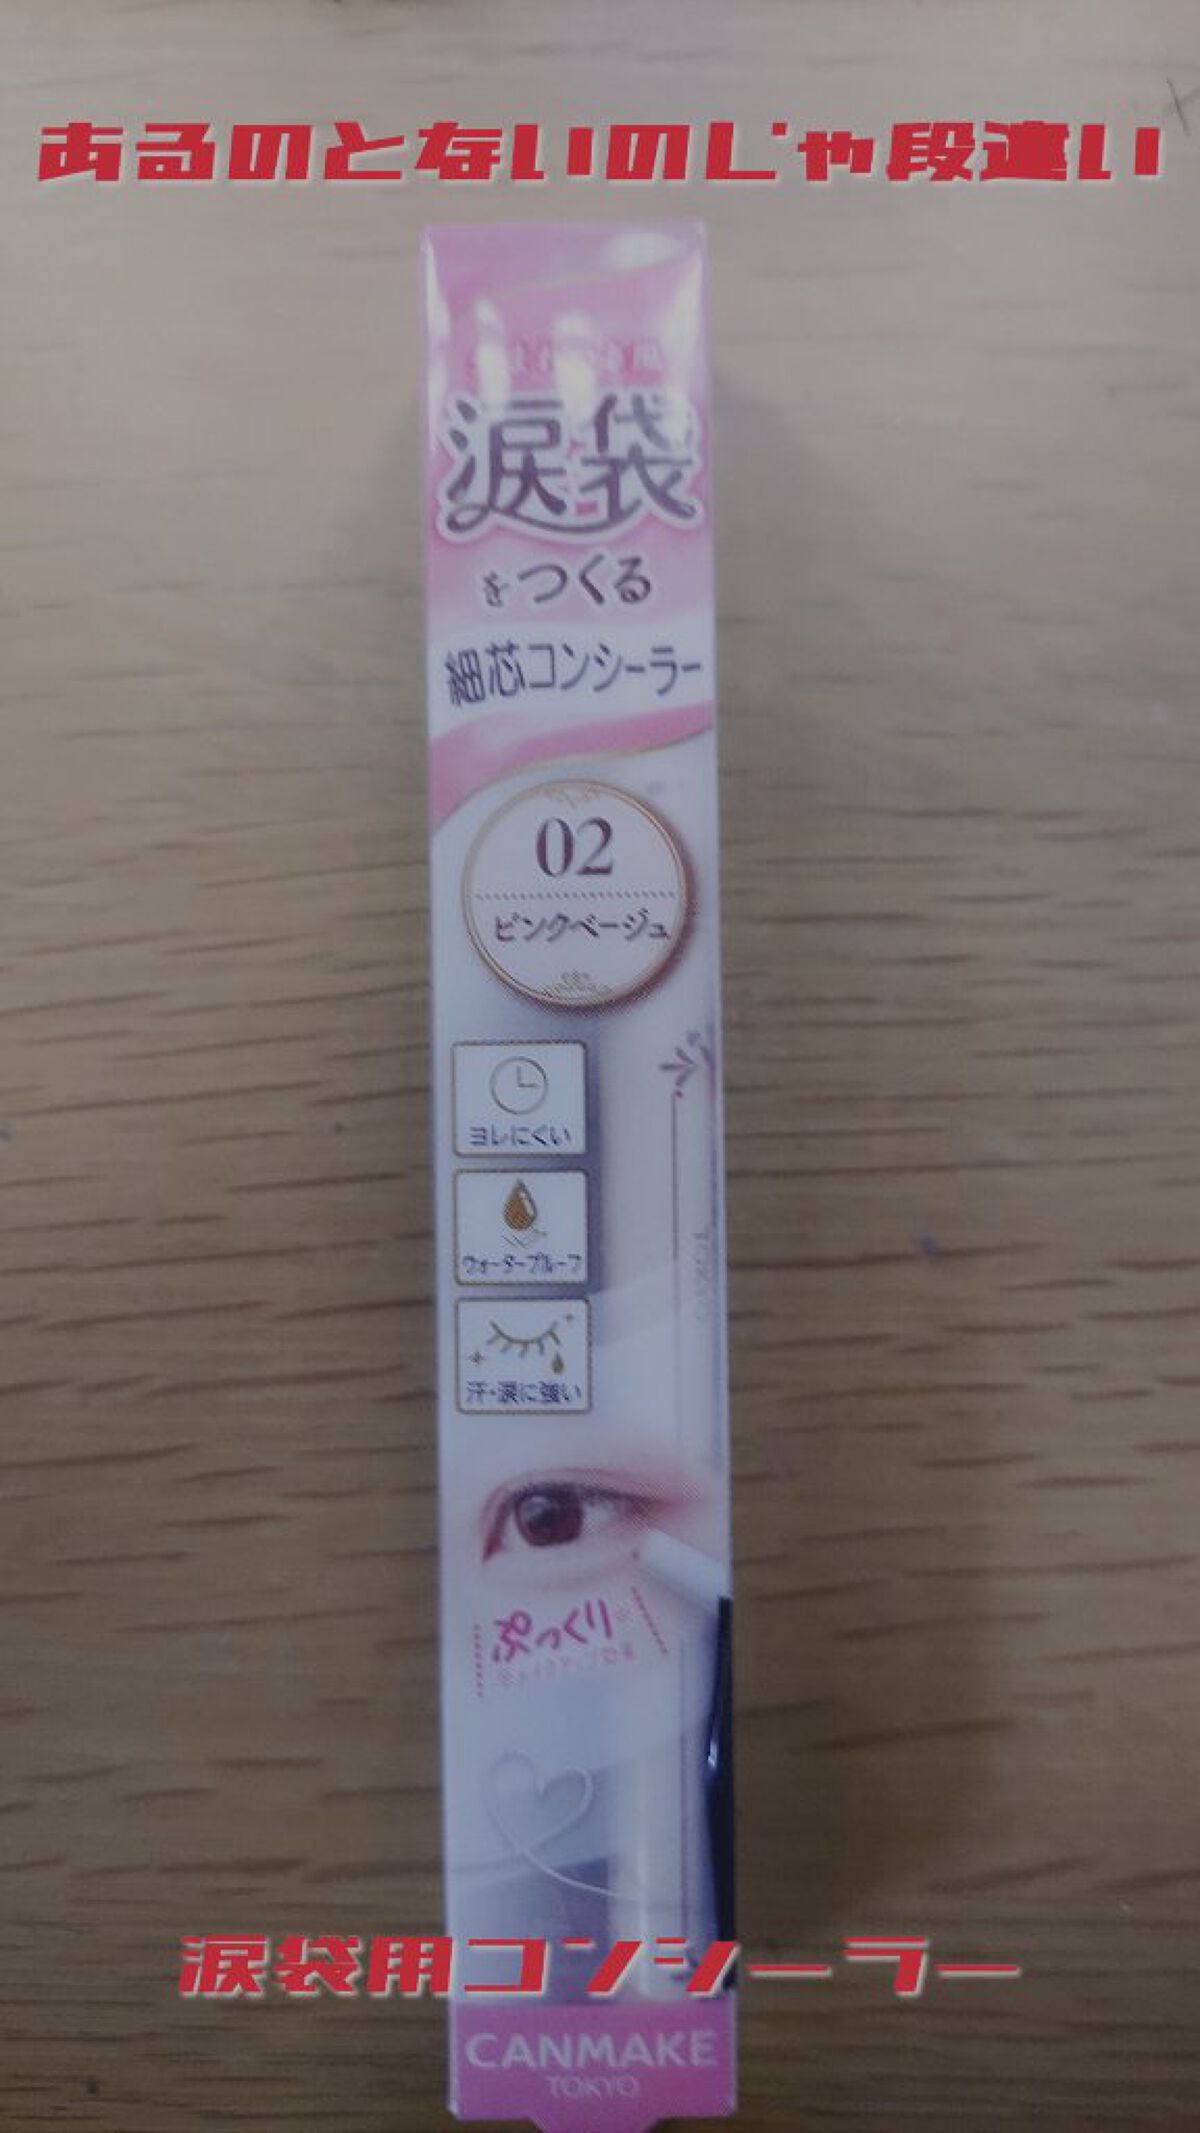 あるのとないのじゃ段違い
涙袋
をつくる
細芯コンシーラー
02
ピンクベージュ
ヨレにくい
ウォータープルーフ
汗・涙に強い
ぷっくり
涙袋用コンシーラー
CANMAKE
TOKYO